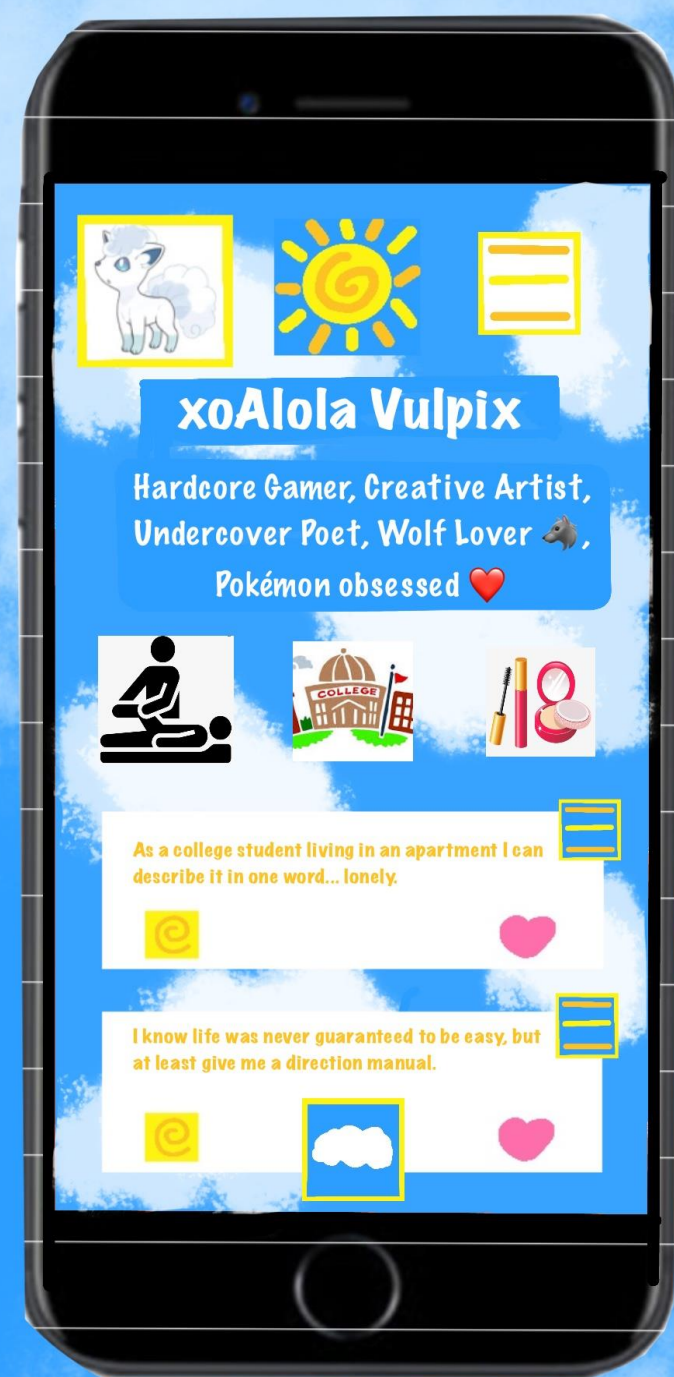 xoAlola Vulpix
Hardcore Gamer, Creative Artist,
Undercover Poet, Wolf Lover 🐺,
Pokémon obsessed ❤️
COLLEGE
As a college student living in an apartment I can
describe it in one word... lonely.
I know life was never guaranteed to be easy, but
at least give me a direction manual.